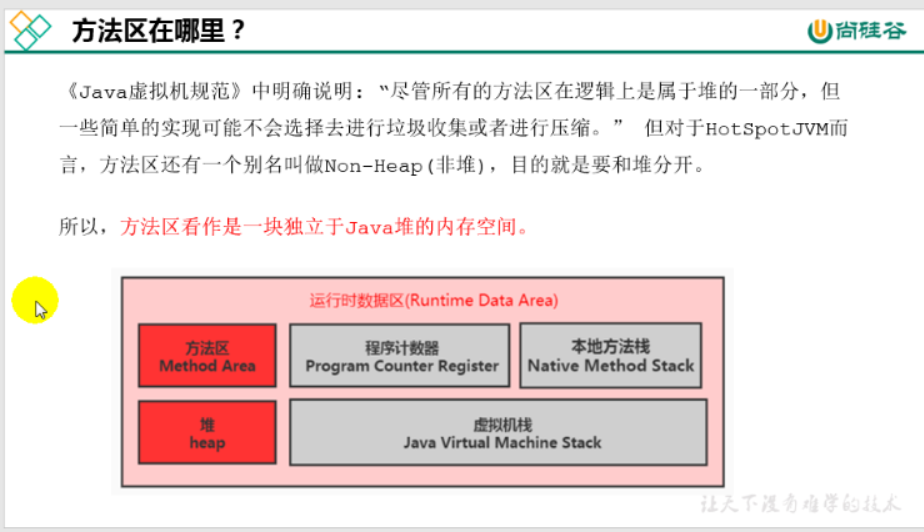 方法区在哪里？
尚硅谷
《Java虚拟机规范》中明确说明：“尽管所有的方法区在逻辑上是属于堆的一部分，但
一些简单的实现可能不会选择去进行垃圾收集或者进行压缩。” 但对于HotSpotJVM而
言，方法区还有一个别名叫做Non-Heap(非堆)，目的就是要和堆分开。
所以，方法区看作是一块独立于Java堆的内存空间。
运行时数据区(Runtime Data Area)
方法区
Method Area
程序计数器
Program Counter Register
本地方法栈
Native Method Stack
堆
heap
虚拟机栈
Java Virtual Machine Stack
让天下没有难学的技术